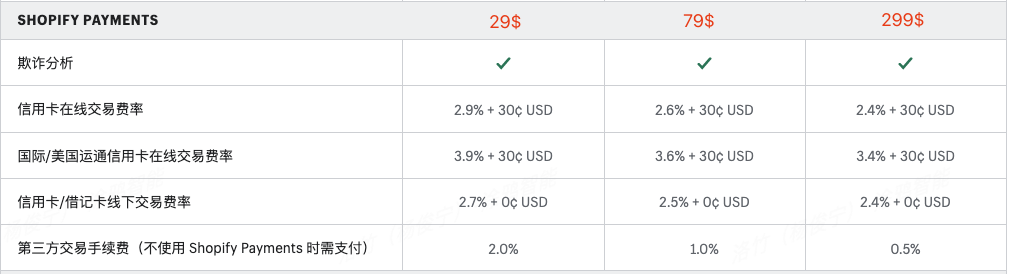 SHOPIFY PAYMENTS 29$ 79$ 299$
欺诈分析
信用卡在线交易费率 2.9% + 30¢ USD 2.6% + 30¢ USD 2.4% + 30¢ USD
国际/美国运通信用卡在线交易费率 3.9% + 30¢ USD 3.6% + 30¢ USD 3.4% + 30¢ USD
信用卡/借记卡线下交易费率 2.7% + 0¢ USD 2.5% + 0¢ USD 2.4% + 0¢ USD
第三方交易手续费（不使用 Shopify Payments 时需支付） 2.0% 1.0% 0.5%